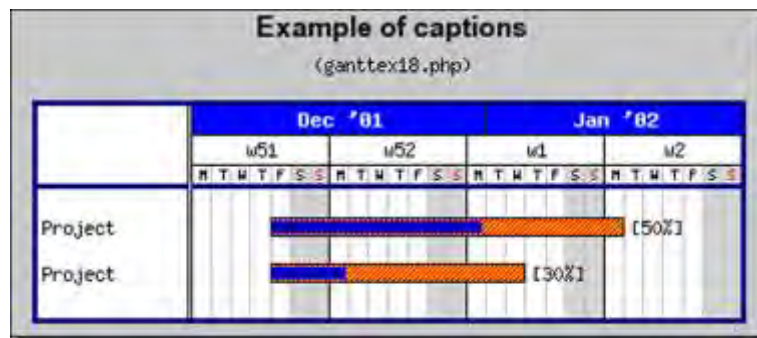 Example of captions
(ganttex18.php)
Dec '01 Jan '02
w51 w52 w1 w2
M T W T F S S M T W T F S S M T W T F S S M T W T F S S
Project [50%]
Project [30%]